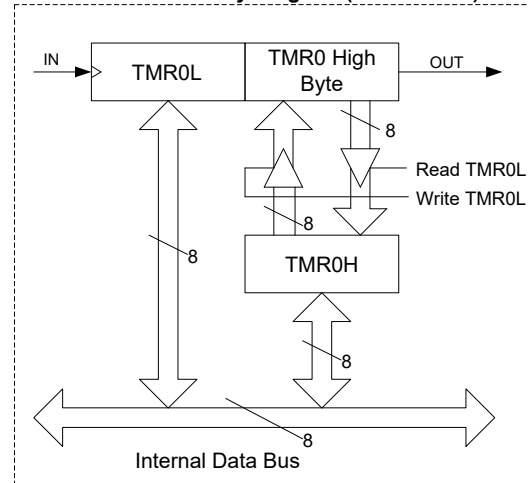 IN
TMR0L
TMR0 High
Byte
OUT
8
Read TMR0L
Write TMR0L
8
8
TMR0H
8
8
Internal Data Bus